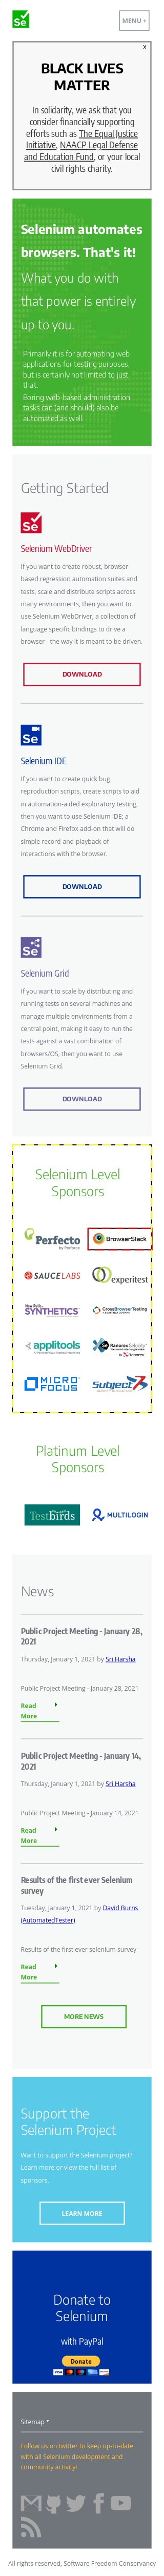 Se
MENU +
X
BLACK LIVES
MATTER
In solidarity, we ask that you
consider financially supporting
efforts such as The Equal Justice
Initiative, NAACP Legal Defense
and Education Fund, or your local
civil rights charity.
Selenium automates
browsers. That's it!
What you do with
that power is entirely
up to you.
Primarily it is for automating web
applications for testing purposes,
but is certainly not limited to just
that.
Boring web-based administration
tasks can (and should) also be
automated as well.
Getting Started
Se
Selenium WebDriver
If you want to create robust, browser-
based regression automation suites and
tests, scale and distribute scripts across
many environments, then you want to
use Selenium WebDriver, a collection of
language specific bindings to drive a
browser - the way it is meant to be driven.
DOWNLOAD
Se
Selenium IDE
If you want to create quick bug
reproduction scripts, create scripts to aid
in automation-aided exploratory testing,
then you want to use Selenium IDE; a
Chrome and Firefox add-on that will do
simple record-and-playback of
interactions with the browser.
DOWNLOAD
Se
Selenium Grid
If you want to scale by distributing and
running tests on several machines and
manage multiple environments from a
central point, making it easy to run the
tests against a vast combination of
browsers/OS, then you want to use
Selenium Grid.
DOWNLOAD
Selenium Level
Sponsors
Perfecto
by Perforce
BrowserStack
SAUCELABS
experitest
New Relic
SYNTHETICS
CrossBrowserTesting
applitools
Ranorex Selocity
MICRO
FOCUS
Subject7
Platinum Level
Sponsors
Testbirds
MULTILOGIN
News
Public Project Meeting - January 28,
2021
Thursday, January 1, 2021 by Sri Harsha
Public Project Meeting - January 28, 2021
Read
More
Public Project Meeting - January 14,
2021
Thursday, January 1, 2021 by Sri Harsha
Public Project Meeting - January 14, 2021
Read
More
Results of the first ever Selenium
survey
Tuesday, January 1, 2021 by David Burns
(AutomatedTester)
Results of the first ever selenium survey
Read
More
MORE NEWS
Support the
Selenium Project
Want to support the Selenium project?
Learn more or view the full list of
sponsors.
LEARN MORE
Donate to
Selenium
with PayPal
Donate
Sitemap
Follow us on twitter to keep up-to-date
with all Selenium development and
community activity!
All rights reserved, Software Freedom Conservancy